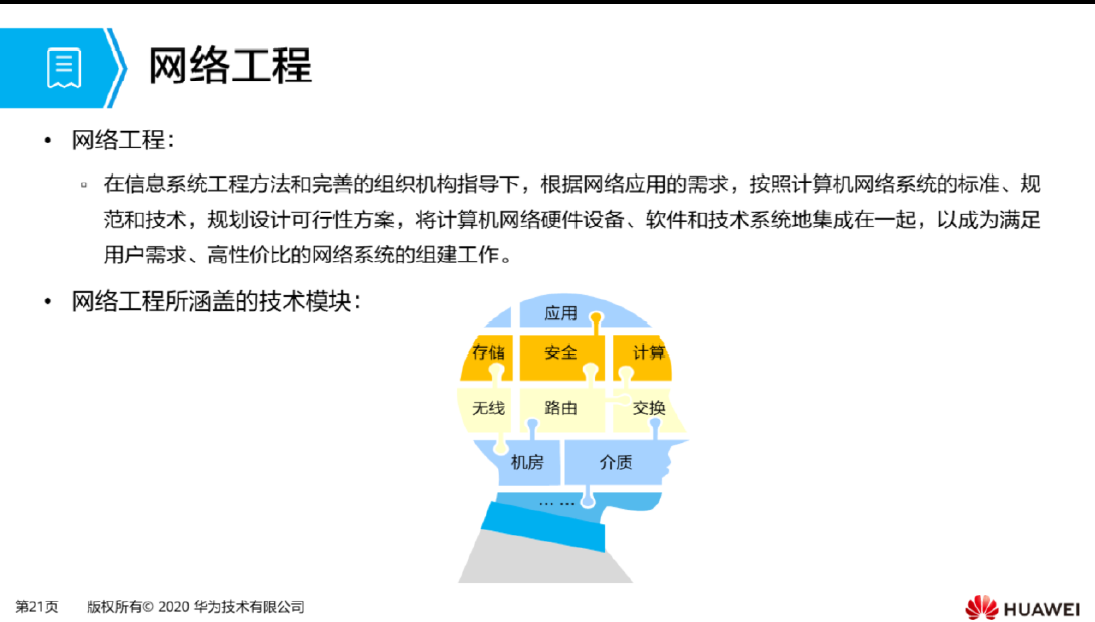 网络工程
• 网络工程：
▫ 在信息系统工程方法和完善的组织机构指导下，根据网络应用的需求，按照计算机网络系统的标准、规
范和技术，规划设计可行性方案，将计算机网络硬件设备、软件和技术系统地集成在一起，以成为满足
用户需求、高性价比的网络系统的组建工作。
• 网络工程所涵盖的技术模块：
应用
存储 安全 计算
无线 路由 交换
机房 介质
... ...
第21页 版权所有© 2020 华为技术有限公司
HUAWEI